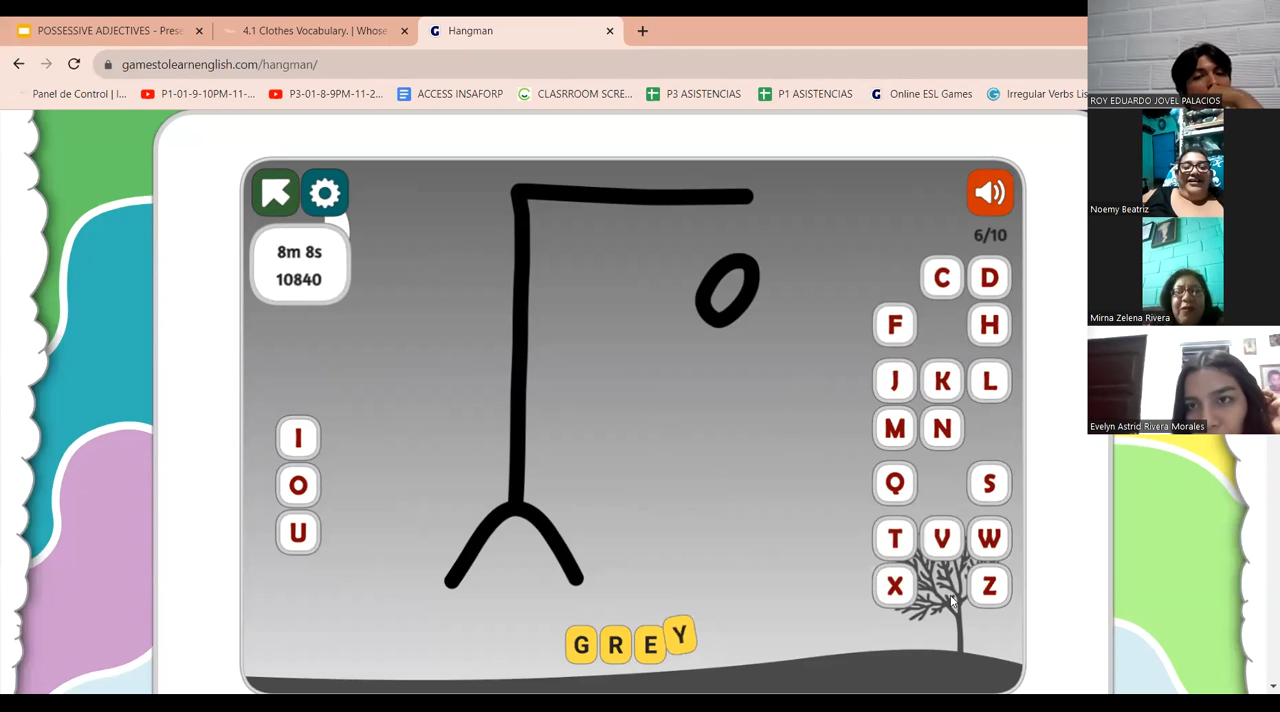 POSSESSIVE ADJECTIVES - Prese
4.1 Clothes Vocabulary. | Whose
Hangman
gamestolearnenglish.com/hangman/
Panel de Control | I...
P1-01-9-10PM-11-...
P3-01-8-9PM-11-2...
ACCESS INSAFORP
CLASRROOM SCRE...
P3 ASISTENCIAS
P1 ASISTENCIAS
Online ESL Games
Irregular Verbs Lis
8m 8s
10840
6/10
C D
F H
J K L
M N
Q S
T V W
X Z
I
O
U
G R E Y
ROY EDUARDO JOVEL PALACIOS
Noemy Beatriz
Mirna Zelena Rivera
Evelyn Astrid Rivera Morales